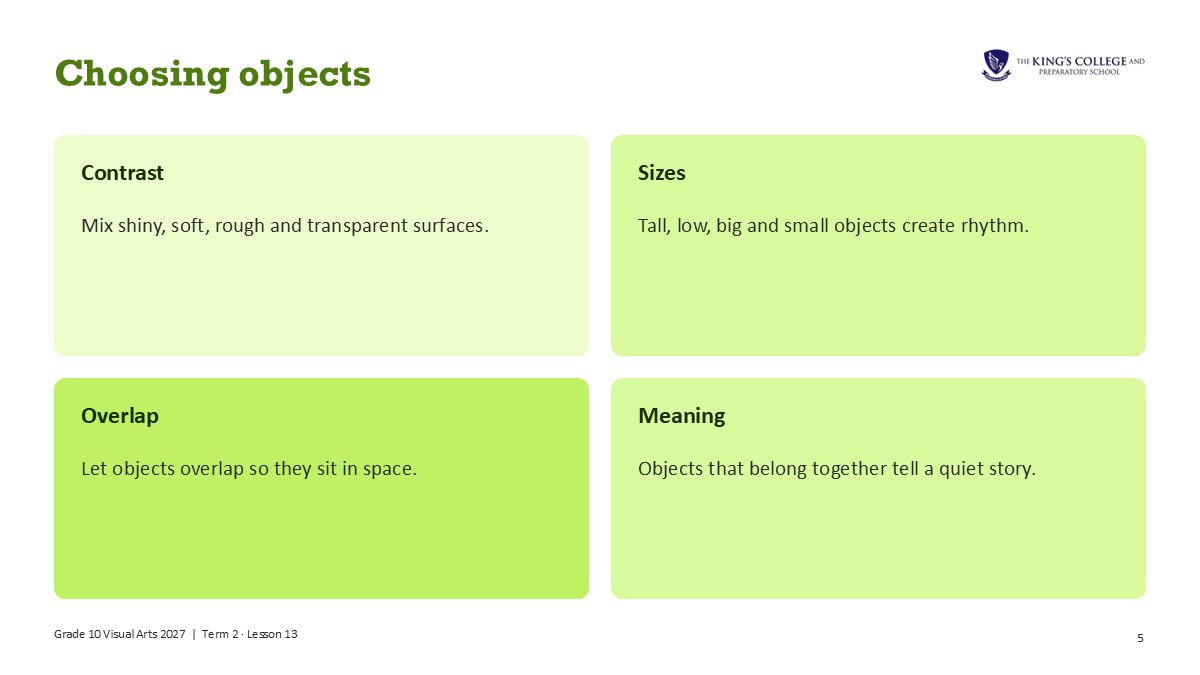 Choosing objects
THE KING'S COLLEGE AND
PREPARATORY SCHOOL
Contrast
Mix shiny, soft, rough and transparent surfaces.
Sizes
Tall, low, big and small objects create rhythm.
Overlap
Let objects overlap so they sit in space.
Meaning
Objects that belong together tell a quiet story.
Grade 10 Visual Arts 2027 | Term 2 · Lesson 13
5